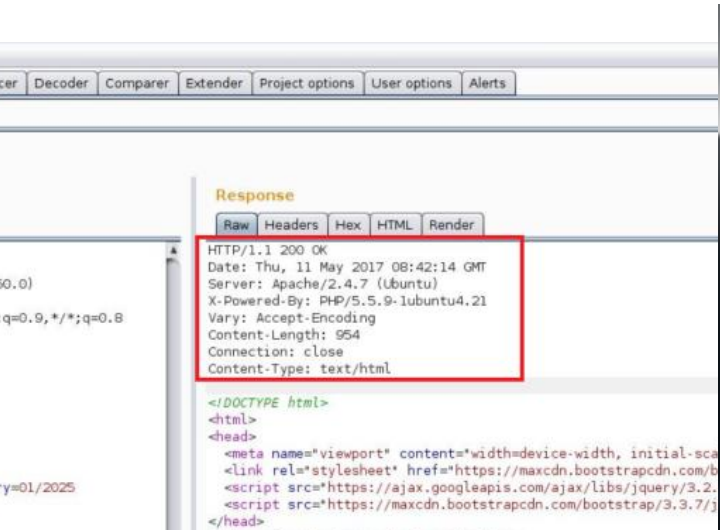 cer Decoder Comparer Extender Project options User options Alerts
Response
Raw Headers Hex HTML Render
HTTP/1.1 200 OK
Date: Thu, 11 May 2017 08:42:14 GMT
Server: Apache/2.4.7 (Ubuntu)
X-Powered-By: PHP/5.5.9-1ubuntu4.21
Vary: Accept-Encoding
Content-Length: 954
Connection: close
Content-Type: text/html
<!DOCTYPE html>
<html>
<head>
<meta name="viewport" content="width=device-width, initial-sca
<link rel="stylesheet" href="https://maxcdn.bootstrapcdn.com/b
<script src="https://ajax.googleapis.com/ajax/libs/jquery/3.2.
<script src="https://maxcdn.bootstrapcdn.com/bootstrap/3.3.7/j
</head>
0.0)
q=0.9,*/*;q=0.8
y=01/2025